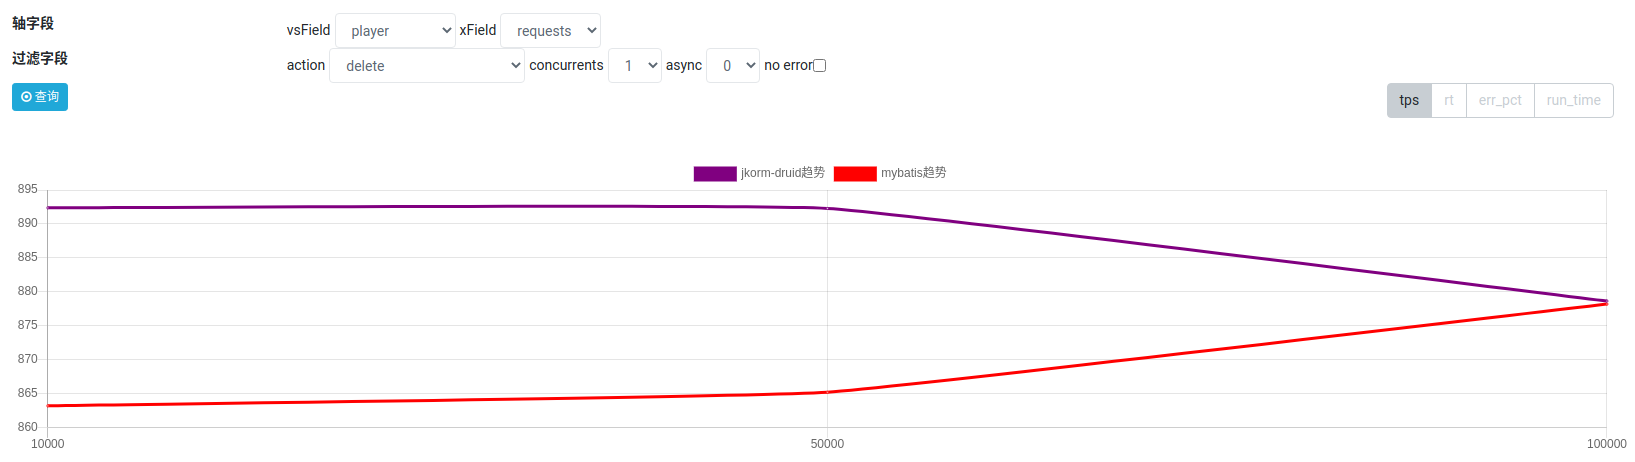 轴字段
vsField player xField requests
过滤字段
action delete concurrents 1 async 0 no error
查询
tps rt err_pct run_time
jkorm-druid趋势 mybatis趋势
895
890
885
880
875
870
865
860
10000 50000 100000